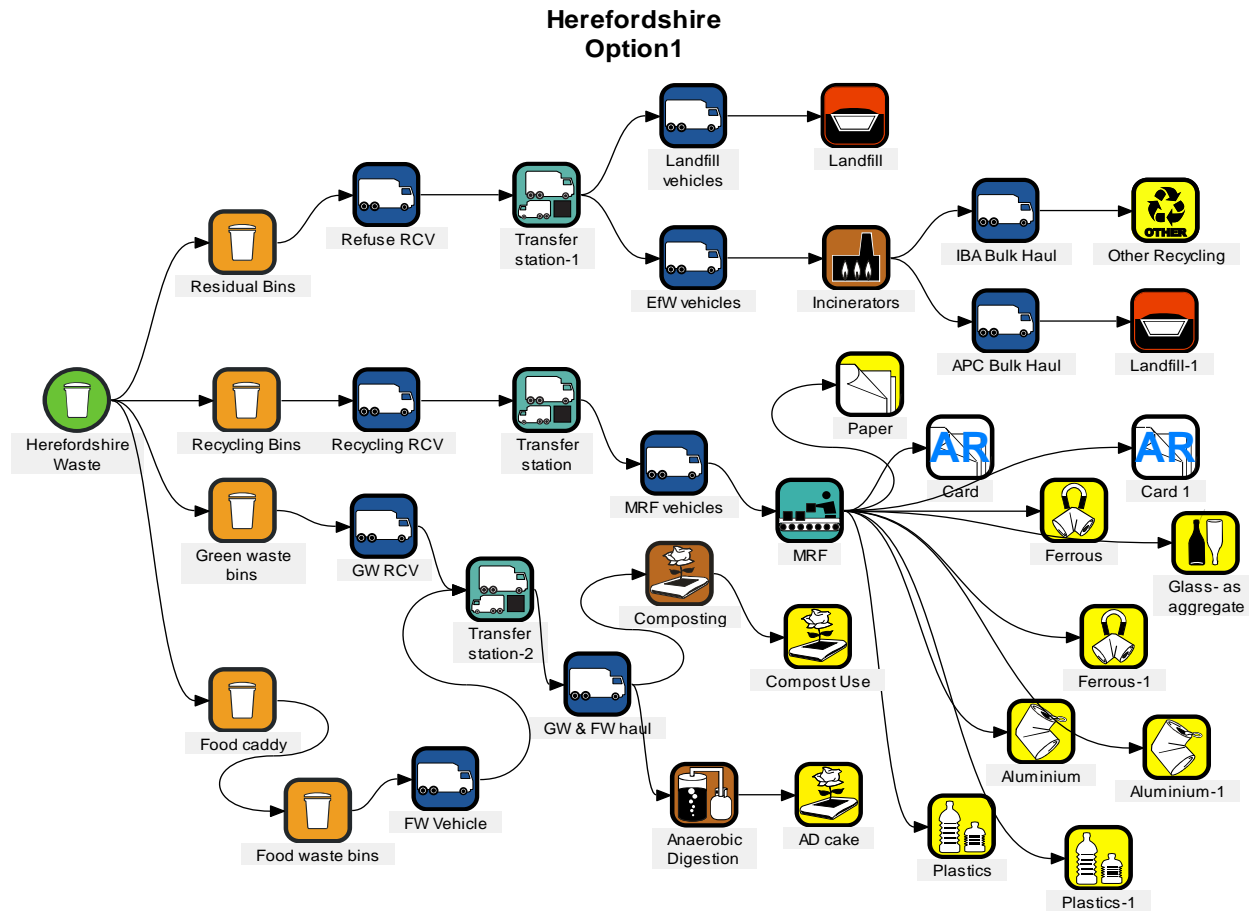 Herefordshire
Option1
Landfill
vehicles
Landfill
Refuse RCV
Transfer
station-1
IBA Bulk Haul
Other Recycling
OTHER
Residual Bins
EfW vehicles
Incinerators
APC Bulk Haul
Landfill-1
Herefordshire
Waste
Recycling Bins
Recycling RCV
Transfer
station
Paper
AR
Card
AR
Card 1
MRF vehicles
MRF
Ferrous
Glass- as
aggregate
Green waste
bins
GW RCV
Transfer
station-2
Composting
Compost Use
Ferrous-1
Food caddy
GW & FW haul
Aluminium
Aluminium-1
Food waste bins
FW Vehicle
Anaerobic
Digestion
AD cake
Plastics
Plastics-1